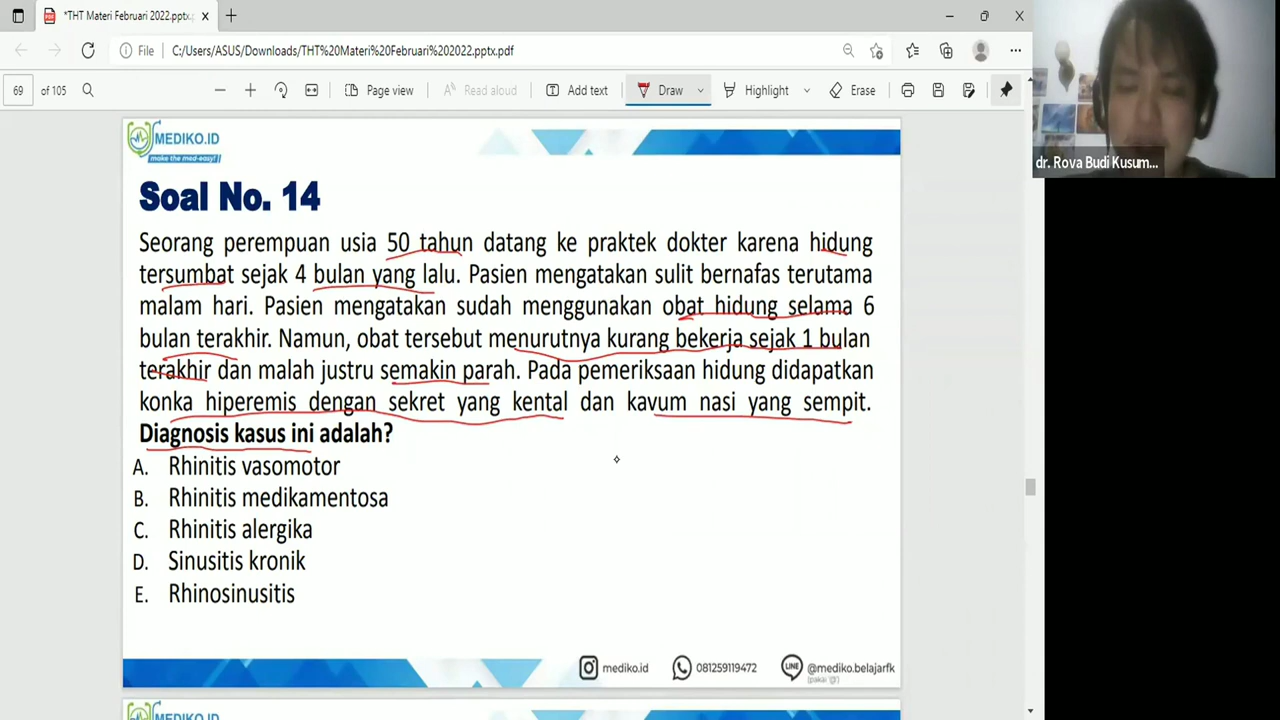 *THT Materi Februari 2022.pptx.
File
C:/Users/ASUS/Downloads/THT%20Materi%20Februari%202022.pptx.pdf
69 of 105
Page view
Read aloud
Add text
Draw
Highlight
Erase
dr. Rova Budi Kusum...
MEDIKO.ID
make the med-easy!
Soal No. 14
Seorang perempuan usia 50 tahun datang ke praktek dokter karena hidung
tersumbat sejak 4 bulan yang lalu. Pasien mengatakan sulit bernafas terutama
malam hari. Pasien mengatakan sudah menggunakan obat hidung selama 6
bulan terakhir. Namun, obat tersebut menurutnya kurang bekerja sejak 1 bulan
terakhir dan malah justru semakin parah. Pada pemeriksaan hidung didapatkan
konka hiperemis dengan sekret yang kental dan kavum nasi yang sempit.
Diagnosis kasus ini adalah?
A. Rhinitis vasomotor
B. Rhinitis medikamentosa
C. Rhinitis alergika
D. Sinusitis kronik
E. Rhinosinusitis
mediko.id
081259119472
LINE
@mediko.belajarfk
(pakai '@')
MEDIKO.ID